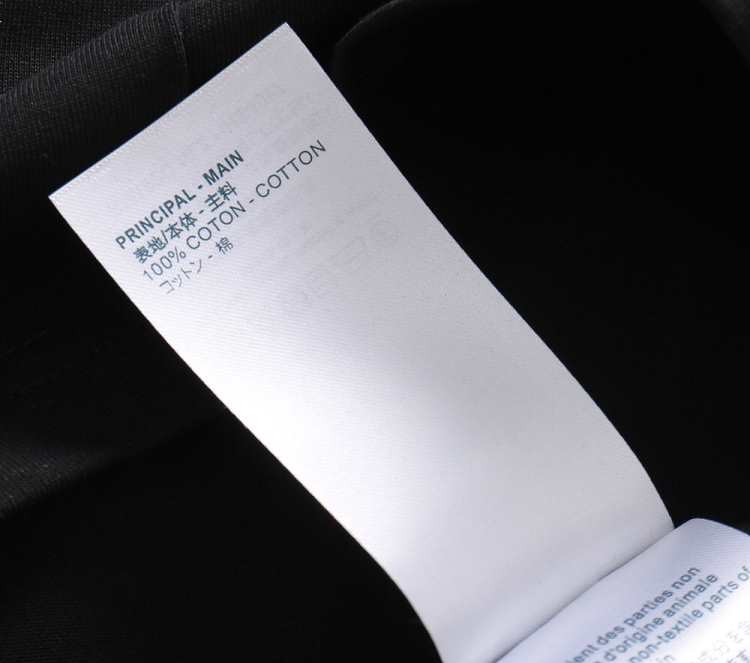 PRINCIPAL - MAIN
表地/本体 - 主料
100% COTON - COTTON
コットン - 棉
des parties non
d'origine animale
non-textile parts of